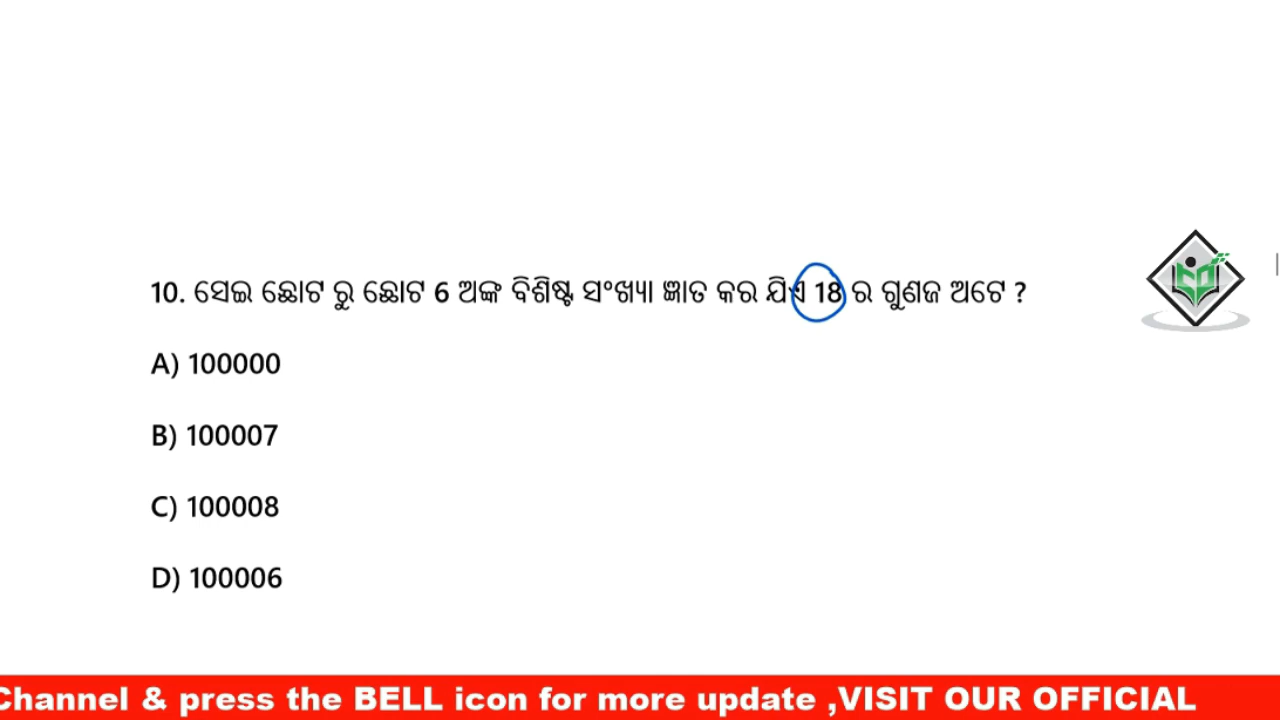 10. ସେଇ ଛୋଟ ରୁ ଛୋଟ 6 ଅଙ୍କ ବିଶିଷ୍ଟ ସଂଖ୍ୟା ଜ୍ଞାତ କର ଯିଏ 18 ର ଗୁଣଜ ଅଟେ ?
A) 100000
B) 100007
C) 100008
D) 100006
Channel & press the BELL icon for more update ,VISIT OUR OFFICIAL